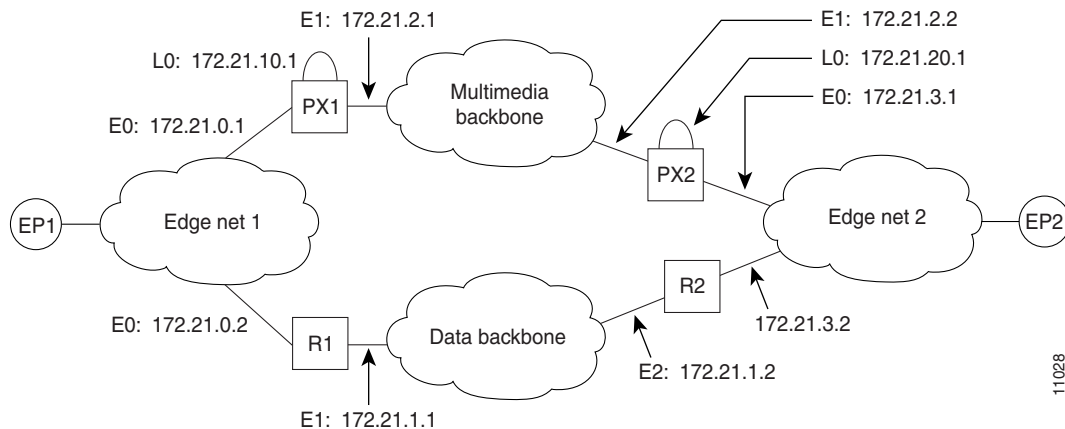 E1: 172.21.2.1
E1: 172.21.2.2
L0: 172.21.10.1
L0: 172.21.20.1
PX1
Multimedia
backbone
E0: 172.21.3.1
E0: 172.21.0.1
PX2
EP1
Edge net 1
Edge net 2
EP2
R2
E0: 172.21.0.2
172.21.3.2
R1
Data backbone
E2: 172.21.1.2
E1: 172.21.1.1
11028